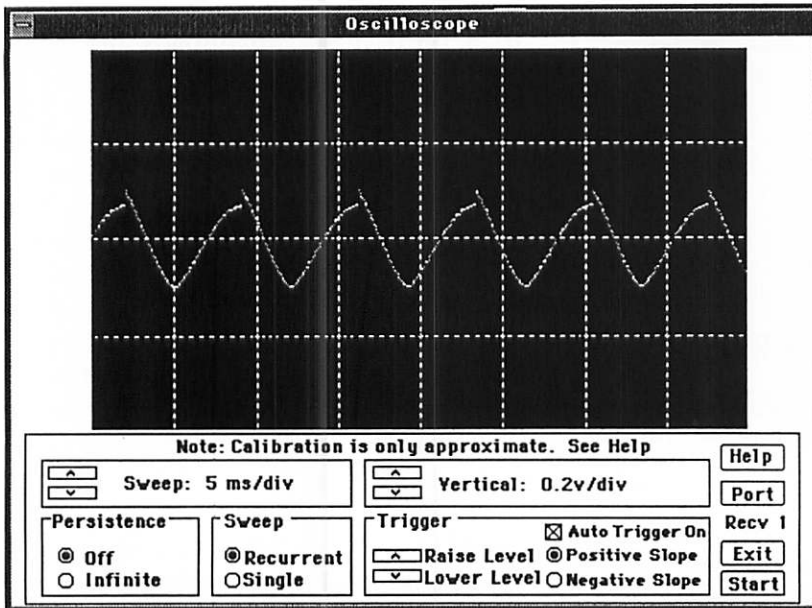 Oscilloscope
Note: Calibration is only approximate. See Help
Help
Sweep: 5 ms/div
Vertical: 0.2v/div
Port
Persistence
Sweep
Trigger
Recv 1
Auto Trigger On
Off
Recurrent
Raise Level
Positive Slope
Exit
Infinite
Single
Lower Level
Negative Slope
Start